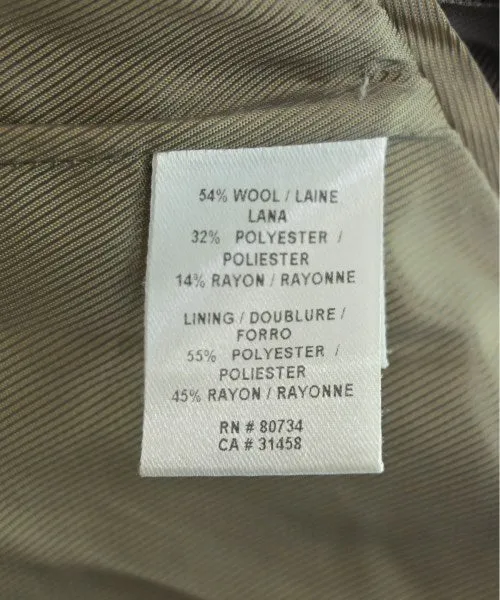 54% WOOL / LAINE
LANA
32% POLYESTER /
POLIESTER
14% RAYON / RAYONNE
LINING / DOUBLURE /
FORRO
55% POLYESTER /
POLIESTER
45% RAYON / RAYONNE
RN # 80734
CA # 31458